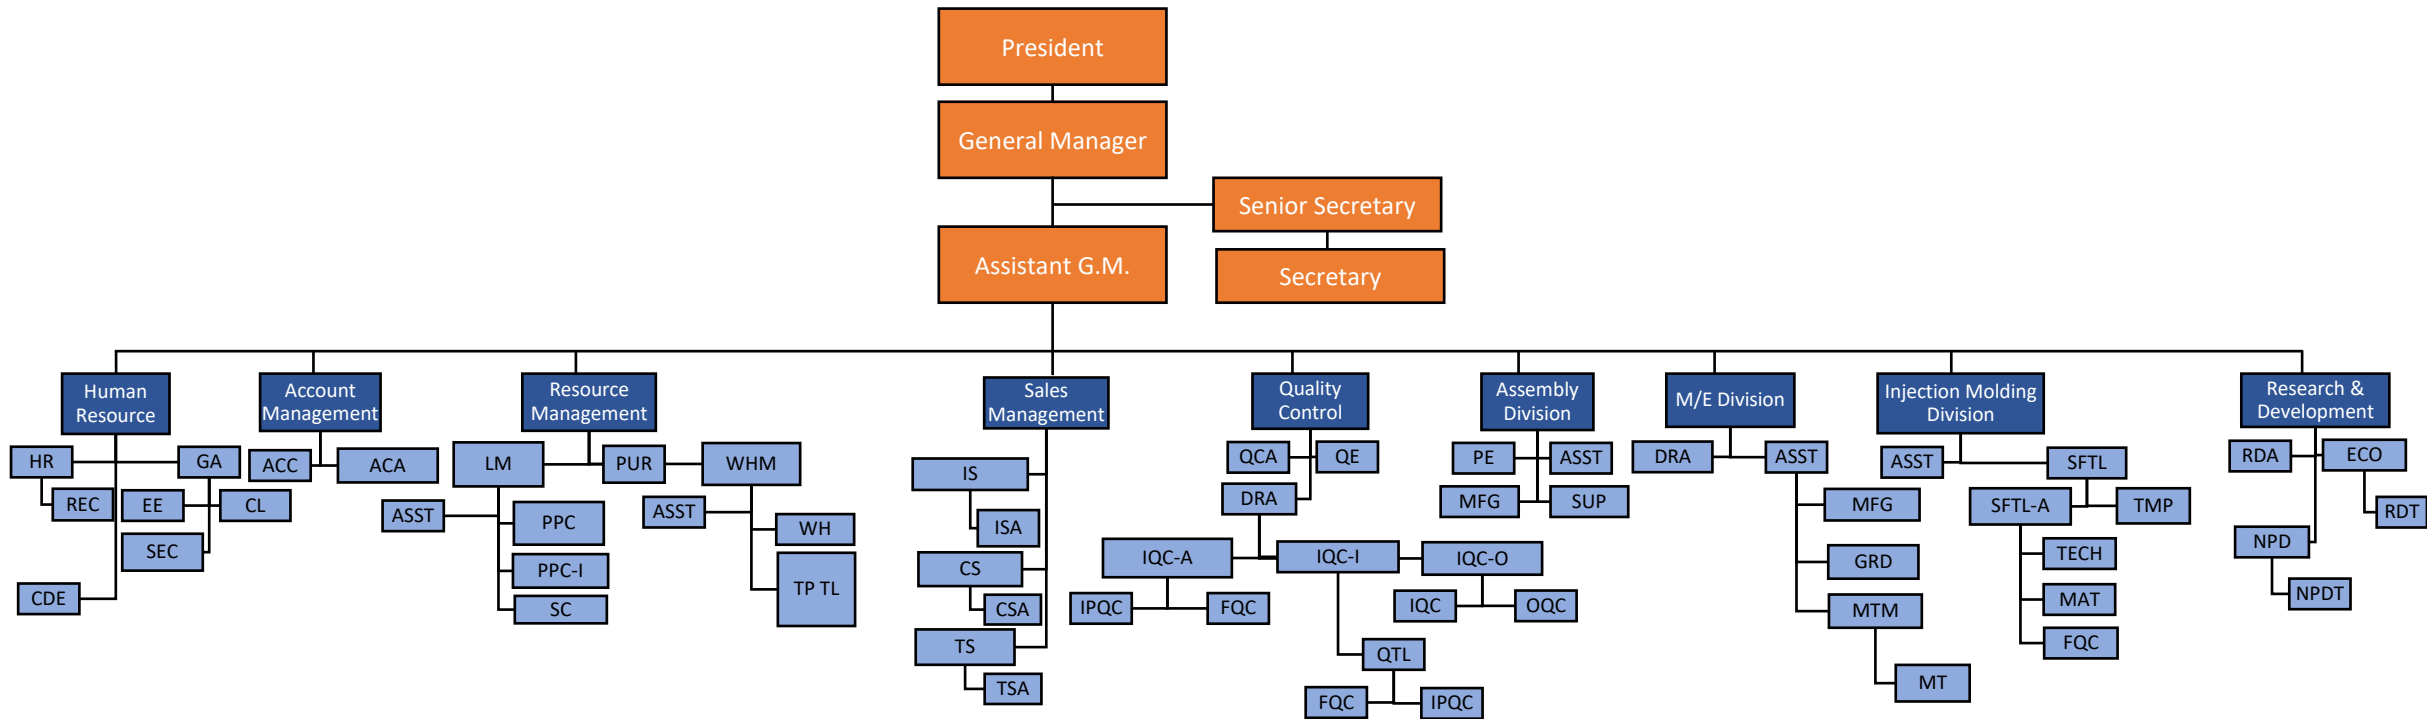 President
General Manager
Senior Secretary
Assistant G.M.
Secretary
Human
Resource
Account
Management
Resource
Management
Sales
Management
Quality
Control
Assembly
Division
M/E Division
Injection Molding
Division
Research &
Development
HR
GA
REC
EE
CL
SEC
CDE
ACC
ACA
LM
PUR
WHM
ASST
PPC
PPC-I
SC
ASST
WH
TP TL
IS
ISA
CS
CSA
TS
TSA
QCA
QE
DRA
IQC-A
IQC-I
IQC-O
IPQC
FQC
IQC
OQC
QTL
FQC
IPQC
PE
ASST
MFG
SUP
DRA
ASST
MFG
GRD
MTM
MT
ASST
SFTL
SFTL-A
TMP
TECH
MAT
FQC
RDA
ECO
RDT
NPD
NPDT